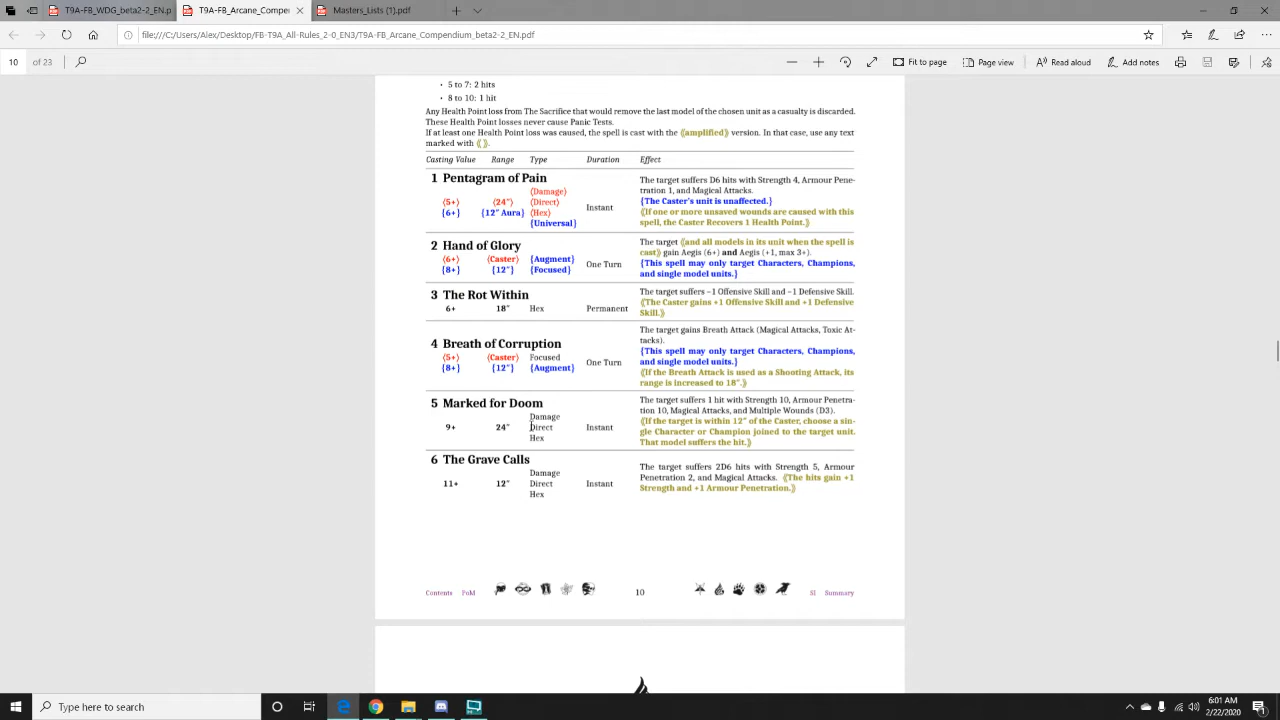 T9A-WDG_beta2-2_EN
T9A-FB_Arcane_Comper
file:///C:/Users/Alex/Desktop/FB-T9A_All-Rules_2-0_EN3/T9A-FB_Arcane_Compendium_beta2-2_EN.pdf
10 of 23
Fit to page
Page view
Read aloud
Add notes
• 5 to 7: 2 hits
• 8 to 10: 1 hit
Any Health Point loss from The Sacrifice that would remove the last model of the chosen unit as a casualty is discarded.
These Health Point losses never cause Panic Tests.
If at least one Health Point loss was caused, the spell is cast with the ⟪amplified⟫ version. In that case, use any text
marked with ⟪ ⟫.
Casting Value Range Type Duration Effect
1 Pentagram of Pain
⟨5+⟩ ⟨24″⟩ ⟨Damage⟩
{6+} {12″ Aura} ⟨Direct⟩
⟨Hex⟩
{Universal}
Instant
The target suffers D6 hits with Strength 4, Armour Pene-
tration 1, and Magical Attacks.
{The Caster's unit is unaffected.}
⟪If one or more unsaved wounds are caused with this
spell, the Caster Recovers 1 Health Point.⟫
2 Hand of Glory
⟨6+⟩ ⟨Caster⟩ {Augment}
{8+} {12″} {Focused}
One Turn
The target ⟪and all models in its unit when the spell is
cast⟫ gain Aegis (6+) and Aegis (+1, max 3+).
{This spell may only target Characters, Champions,
and single model units.}
3 The Rot Within
6+ 18″ Hex Permanent
The target suffers −1 Offensive Skill and −1 Defensive Skill.
⟪The Caster gains +1 Offensive Skill and +1 Defensive
Skill.⟫
4 Breath of Corruption
⟨5+⟩ ⟨Caster⟩ Focused
{8+} {12″} {Augment}
One Turn
The target gains Breath Attack (Magical Attacks, Toxic At-
tacks).
{This spell may only target Characters, Champions,
and single model units.}
⟪If the Breath Attack is used as a Shooting Attack, its
range is increased to 18″.⟫
5 Marked for Doom
9+ 24″ Damage
Direct
Hex
Instant
The target suffers 1 hit with Strength 10, Armour Penetra-
tion 10, Magical Attacks, and Multiple Wounds (D3).
⟪If the target is within 12″ of the Caster, choose a sin-
gle Character or Champion joined to the target unit.
That model suffers the hit.⟫
6 The Grave Calls
11+ 12″ Damage
Direct
Hex
Instant
The target suffers 2D6 hits with Strength 5, Armour
Penetration 2, and Magical Attacks. ⟪The hits gain +1
Strength and +1 Armour Penetration.⟫
Contents PoM 10 SI Summary
Type here to search
6:01 AM
2/22/2020